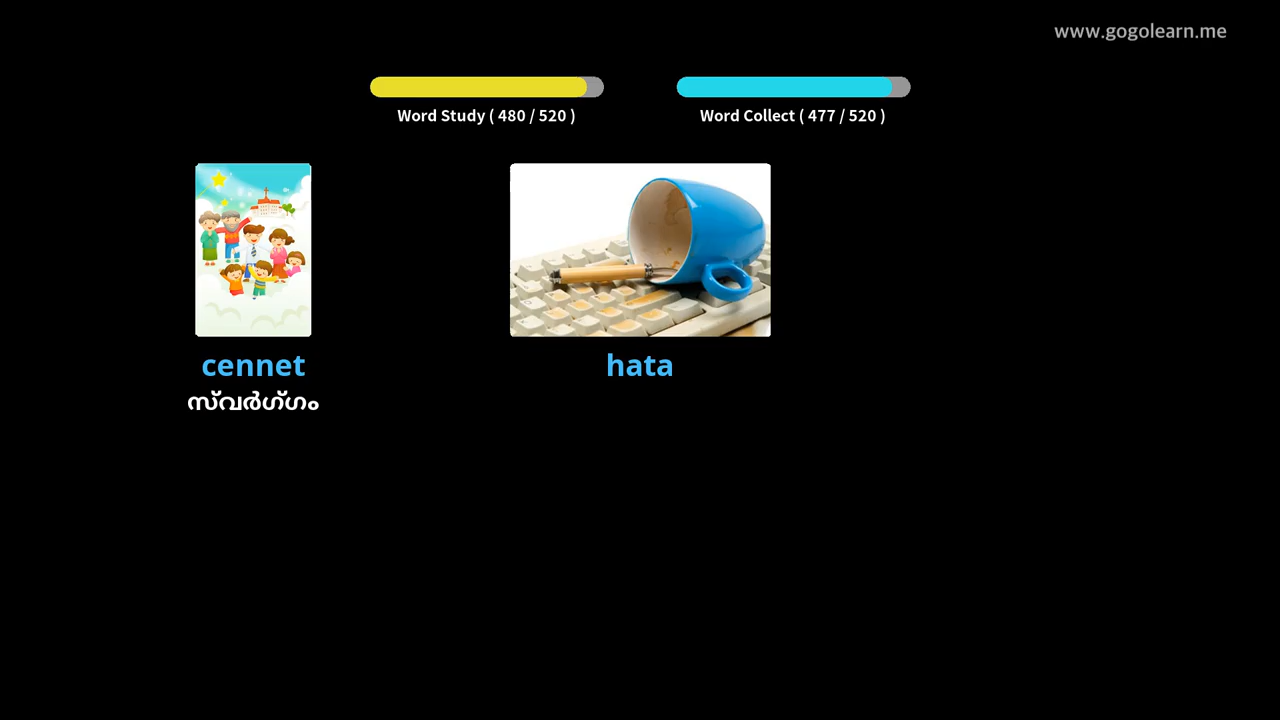 www.gogolearn.me
Word Study ( 480 / 520 )
Word Collect ( 477 / 520 )
cennet
സ്വർഗ്ഗം
hata